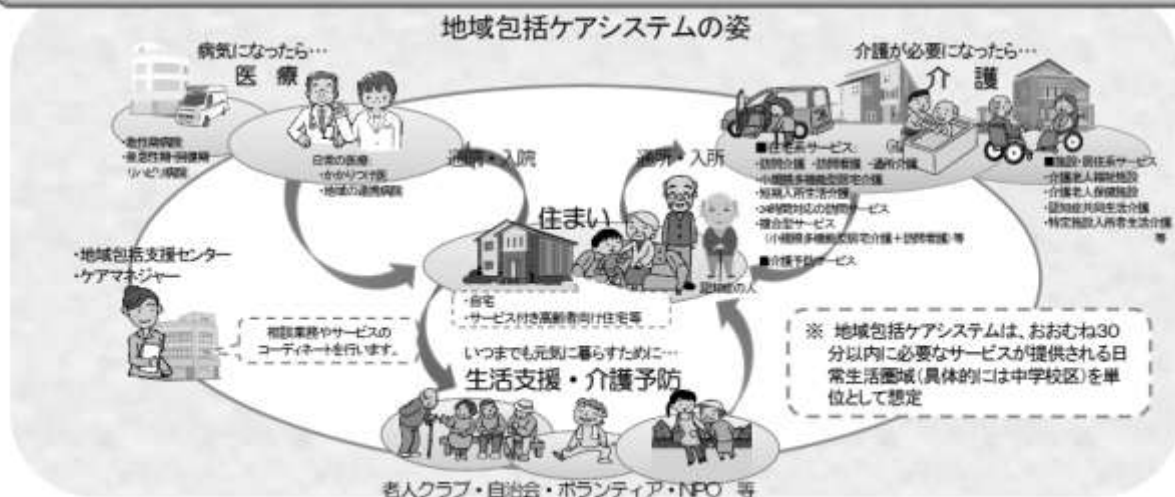 地域包括ケアシステムの姿
病気になったら…
医 療
・急性期病院
・亜急性期・回復期
リハビリ病院
日常の医療:
・かかりつけ医
・地域の連携病院
通院・入院
介護が必要になったら…
介 護
通所・入所
■在宅系サービス:
・訪問介護 ・訪問看護 ・通所介護
・小規模多機能型居宅介護
・短期入所生活介護
・24時間対応の訪問サービス
・複合型サービス
(小規模多機能型居宅介護+訪問看護)等
■介護予防サービス
■施設・居住系サービス
・介護老人福祉施設
・介護老人保健施設
・認知症共同生活介護
・特定施設入所者生活介護
等
住まい
認知症の人
・自宅
・サービス付き高齢者向け住宅等
・地域包括支援センター
・ケアマネジャー
相談業務やサービスの
コーディネートを行います。
いつまでも元気に暮らすために…
生活支援・介護予防
老人クラブ・自治会・ボランティア・NPO 等
※ 地域包括ケアシステムは、おおむね30
分以内に必要なサービスが提供される日
常生活圏域(具体的には中学校区)を単
位として想定